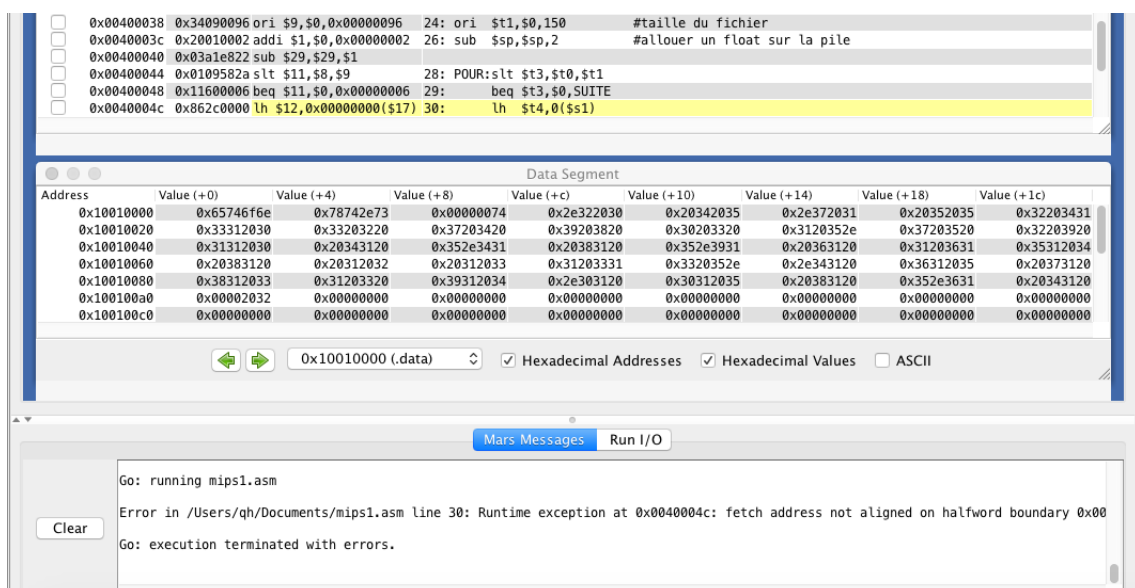 0x00400038 0x34090096 ori $9,$0,0x00000096 24: ori $t1,$0,150 #taille du fichier
0x0040003c 0x20010002 addi $1,$0,0x00000002 26: sub $sp,$sp,2 #allouer un float sur la pile
0x00400040 0x03a1e822 sub $29,$29,$1
0x00400044 0x0109582a slt $11,$8,$9 28: POUR:slt $t3,$t0,$t1
0x00400048 0x11600006 beq $11,$0,0x00000006 29: beq $t3,$0,SUITE
0x0040004c 0x862c0000 lh $12,0x00000000($17) 30: lh $t4,0($s1)
Data Segment
Address Value (+0) Value (+4) Value (+8) Value (+c) Value (+10) Value (+14) Value (+18) Value (+1c)
0x10010000 0x65746f6e 0x78742e73 0x00000074 0x2e322030 0x20342035 0x2e372031 0x20352035 0x32203431
0x10010020 0x33312030 0x33203220 0x37203420 0x39203820 0x30203320 0x3120352e 0x37203520 0x32203920
0x10010040 0x31312030 0x20343120 0x352e3431 0x20383120 0x352e3931 0x20363120 0x31203631 0x35312034
0x10010060 0x20383120 0x20312032 0x20312033 0x31203331 0x3320352e 0x2e343120 0x36312035 0x20373120
0x10010080 0x38312033 0x31203320 0x39312034 0x2e303120 0x30312035 0x20383120 0x352e3631 0x20343120
0x100100a0 0x00002032 0x00000000 0x00000000 0x00000000 0x00000000 0x00000000 0x00000000 0x00000000
0x100100c0 0x00000000 0x00000000 0x00000000 0x00000000 0x00000000 0x00000000 0x00000000 0x00000000
0x10010000 (.data) Hexadecimal Addresses Hexadecimal Values ASCII
Mars Messages Run I/O
Go: running mips1.asm
Error in /Users/qh/Documents/mips1.asm line 30: Runtime exception at 0x0040004c: fetch address not aligned on halfword boundary 0x00
Clear
Go: execution terminated with errors.